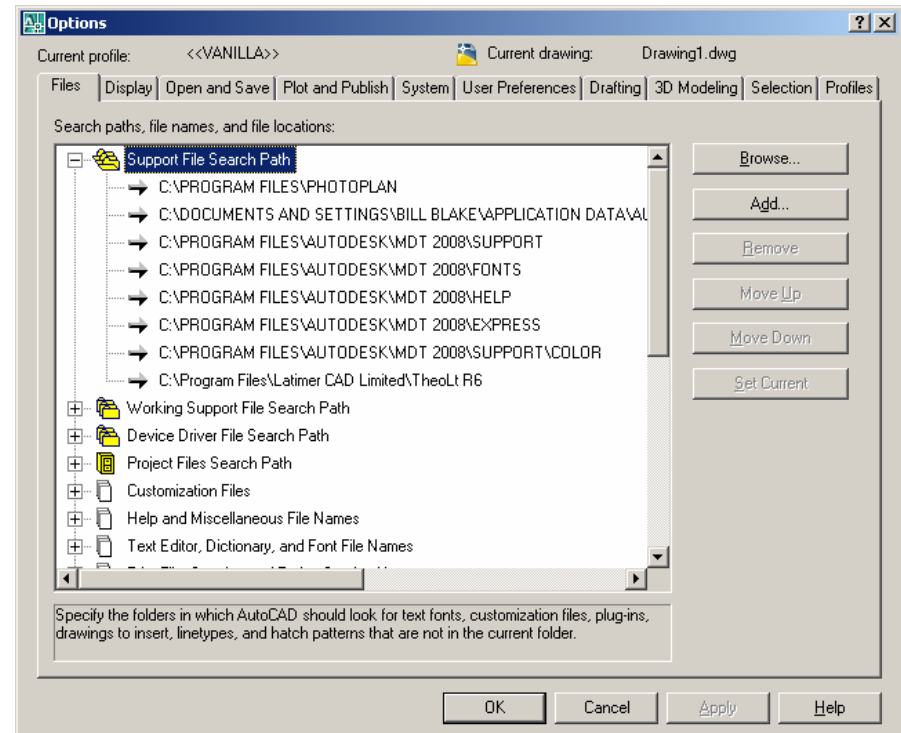 Options
Current profile: <<VANILLA>> Current drawing: Drawing1.dwg
Files Display Open and Save Plot and Publish System User Preferences Drafting 3D Modeling Selection Profiles
Search paths, file names, and file locations:
Support File Search Path
C:\PROGRAM FILES\PHOTOPLAN
C:\DOCUMENTS AND SETTINGS\BILL BLAKE\APPLICATION DATA\AU
C:\PROGRAM FILES\AUTODESK\MDT 2008\SUPPORT
C:\PROGRAM FILES\AUTODESK\MDT 2008\FONTS
C:\PROGRAM FILES\AUTODESK\MDT 2008\HELP
C:\PROGRAM FILES\AUTODESK\MDT 2008\EXPRESS
C:\PROGRAM FILES\AUTODESK\MDT 2008\SUPPORT\COLOR
C:\Program Files\Latimer CAD Limited\TheoLt R6
Working Support File Search Path
Device Driver File Search Path
Project Files Search Path
Customization Files
Help and Miscellaneous File Names
Text Editor, Dictionary, and Font File Names
Browse...
Add...
Remove
Move Up
Move Down
Set Current
Specify the folders in which AutoCAD should look for text fonts, customization files, plug-ins,
drawings to insert, linetypes, and hatch patterns that are not in the current folder.
OK Cancel Apply Help